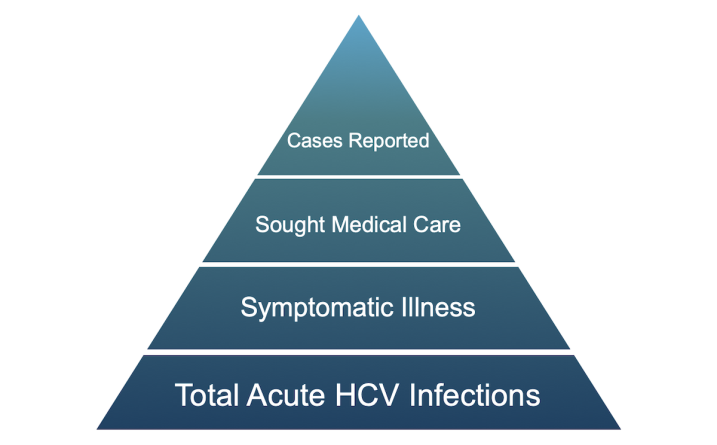 Cases Reported
Sought Medical Care
Symptomatic Illness
Total Acute HCV Infections